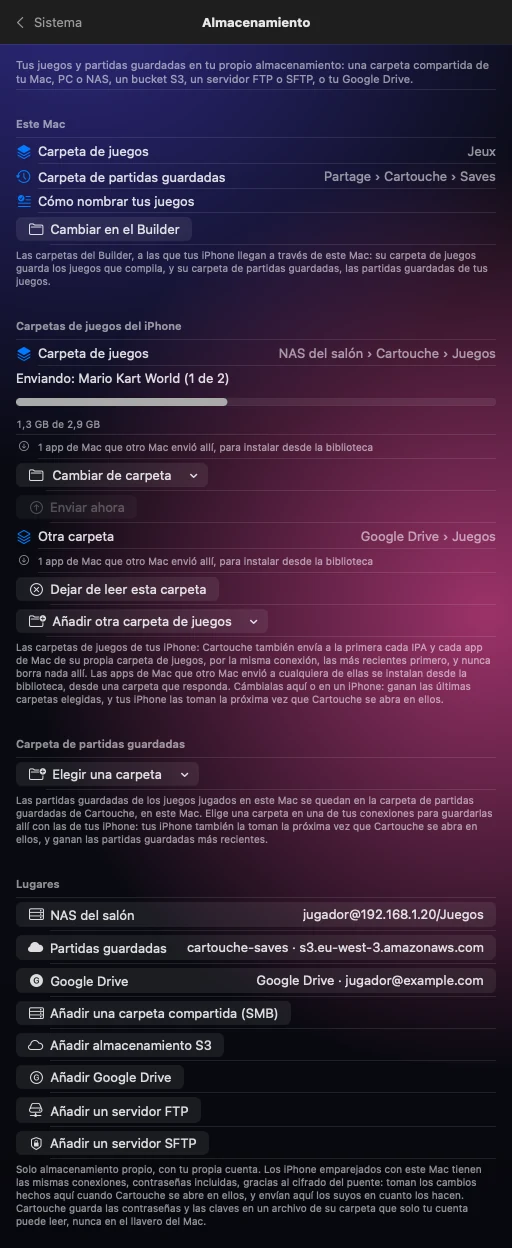 Sistema
Almacenamiento
Tus juegos y partidas guardadas en tu propio almacenamiento: una carpeta compartida de
tu Mac, PC o NAS, un bucket S3, un servidor FTP o SFTP, o tu Google Drive.
Este Mac
Carpeta de juegos Jeux
Carpeta de partidas guardadas Partage › Cartouche › Saves
Cómo nombrar tus juegos
Cambiar en el Builder
Las carpetas del Builder, a las que tus iPhone llegan a través de este Mac: su carpeta de juegos
guarda los juegos que compila, y su carpeta de partidas guardadas, las partidas guardadas de tus
juegos.
Carpetas de juegos del iPhone
Carpeta de juegos NAS del salón › Cartouche › Juegos
Enviando: Mario Kart World (1 de 2)
1,3 GB de 2,9 GB
1 app de Mac que otro Mac envió allí, para instalar desde la biblioteca
Cambiar de carpeta
Enviar ahora
Otra carpeta Google Drive › Juegos
1 app de Mac que otro Mac envió allí, para instalar desde la biblioteca
Dejar de leer esta carpeta
Añadir otra carpeta de juegos
Las carpetas de juegos de tus iPhone: Cartouche también envía a la primera cada IPA y cada app
de Mac de su propia carpeta de juegos, por la misma conexión, las más recientes primero, y nunca
borra nada allí. Las apps de Mac que otro Mac envió a cualquiera de ellas se instalan desde la
biblioteca, desde una carpeta que responda. Cámbialas aquí o en un iPhone: ganan las últimas
carpetas elegidas, y tus iPhone las toman la próxima vez que Cartouche se abra en ellos.
Carpeta de partidas guardadas
Elegir una carpeta
Las partidas guardadas de los juegos jugados en este Mac se quedan en la carpeta de partidas
guardadas de Cartouche, en este Mac. Elige una carpeta en una de tus conexiones para guardarlas
allí con las de tus iPhone: tus iPhone también la toman la próxima vez que Cartouche se abra en
ellos, y ganan las partidas guardadas más recientes.
Lugares
NAS del salón jugador@192.168.1.20/Juegos
Partidas guardadas cartouche-saves · s3.eu-west-3.amazonaws.com
Google Drive Google Drive · jugador@example.com
Añadir una carpeta compartida (SMB)
Añadir almacenamiento S3
Añadir Google Drive
Añadir un servidor FTP
Añadir un servidor SFTP
Solo almacenamiento propio, con tu propia cuenta. Los iPhone emparejados con este Mac tienen
las mismas conexiones, contraseñas incluidas, gracias al cifrado del puente: toman los cambios
hechos aquí cuando Cartouche se abre en ellos, y envían aquí los suyos en cuanto los hacen.
Cartouche guarda las contraseñas y las claves en un archivo de su carpeta que solo tu cuenta
puede leer, nunca en el llavero del Mac.